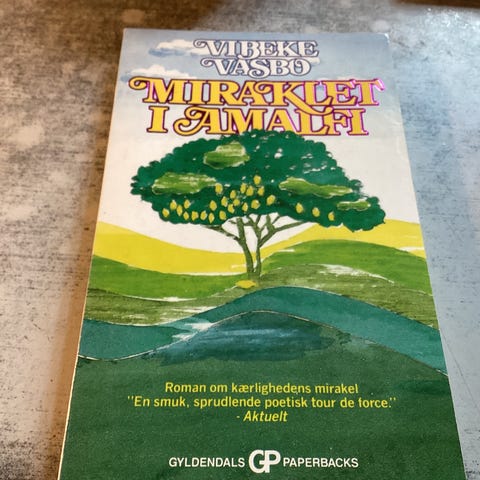 VIBEKE
VASBO
MIRAKLET
I AMALFI
Roman om kærlighedens mirakel
"En smuk, sprudlende poetisk tour de force."
- Aktuelt
GYLDENDALS GP PAPERBACKS